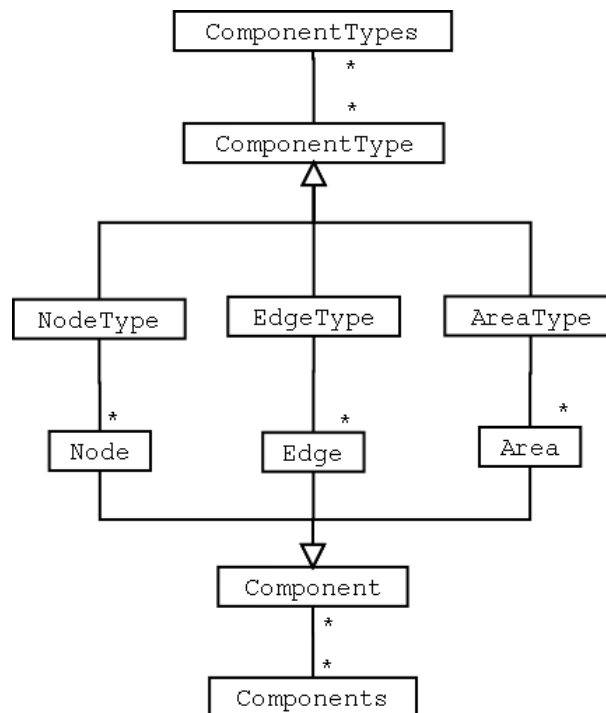 ComponentTypes
*
*
ComponentType
NodeType EdgeType AreaType
* * *
Node Edge Area
Component
*
*
Components